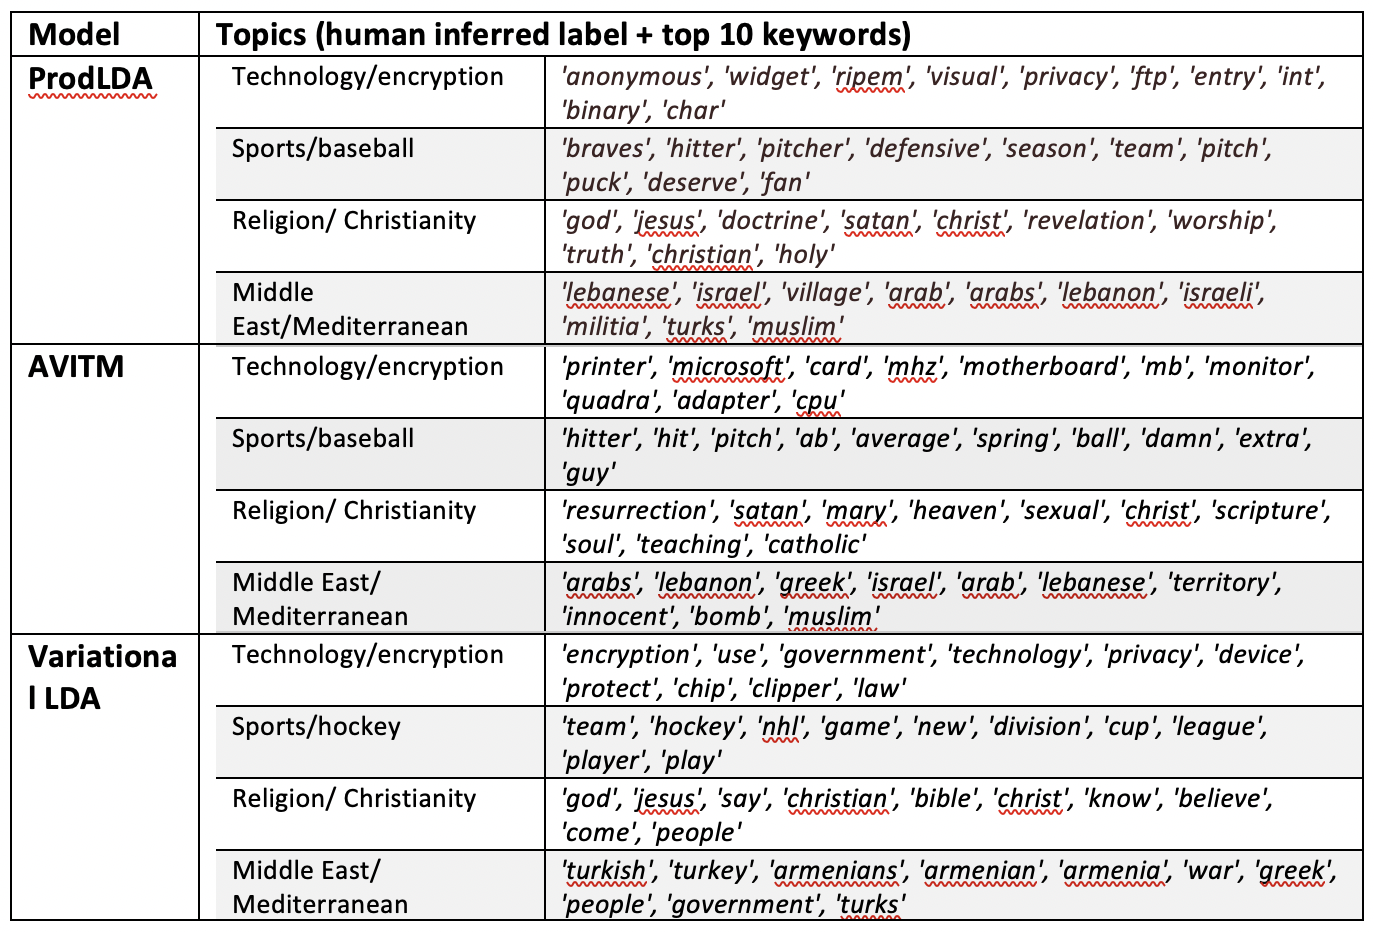 Model Topics (human inferred label + top 10 keywords)
ProdLDA Technology/encryption 'anonymous', 'widget', 'ripem', 'visual', 'privacy', 'ftp', 'entry', 'int',
'binary', 'char'
Sports/baseball 'braves', 'hitter', 'pitcher', 'defensive', 'season', 'team', 'pitch',
'puck', 'deserve', 'fan'
Religion/ Christianity 'god', 'jesus', 'doctrine', 'satan', 'christ', 'revelation', 'worship',
'truth', 'christian', 'holy'
Middle 'lebanese', 'israel', 'village', 'arab', 'arabs', 'lebanon', 'israeli',
East/Mediterranean 'militia', 'turks', 'muslim'
AVITM Technology/encryption 'printer', 'microsoft', 'card', 'mhz', 'motherboard', 'mb', 'monitor',
'quadra', 'adapter', 'cpu'
Sports/baseball 'hitter', 'hit', 'pitch', 'ab', 'average', 'spring', 'ball', 'damn', 'extra',
'guy'
Religion/ Christianity 'resurrection', 'satan', 'mary', 'heaven', 'sexual', 'christ', 'scripture',
'soul', 'teaching', 'catholic'
Middle East/ 'arabs', 'lebanon', 'greek', 'israel', 'arab', 'lebanese', 'territory',
Mediterranean 'innocent', 'bomb', 'muslim'
Variationa Technology/encryption 'encryption', 'use', 'government', 'technology', 'privacy', 'device',
l LDA 'protect', 'chip', 'clipper', 'law'
Sports/hockey 'team', 'hockey', 'nhl', 'game', 'new', 'division', 'cup', 'league',
'player', 'play'
Religion/ Christianity 'god', 'jesus', 'say', 'christian', 'bible', 'christ', 'know', 'believe',
'come', 'people'
Middle East/ 'turkish', 'turkey', 'armenians', 'armenian', 'armenia', 'war', 'greek',
Mediterranean 'people', 'government', 'turks'